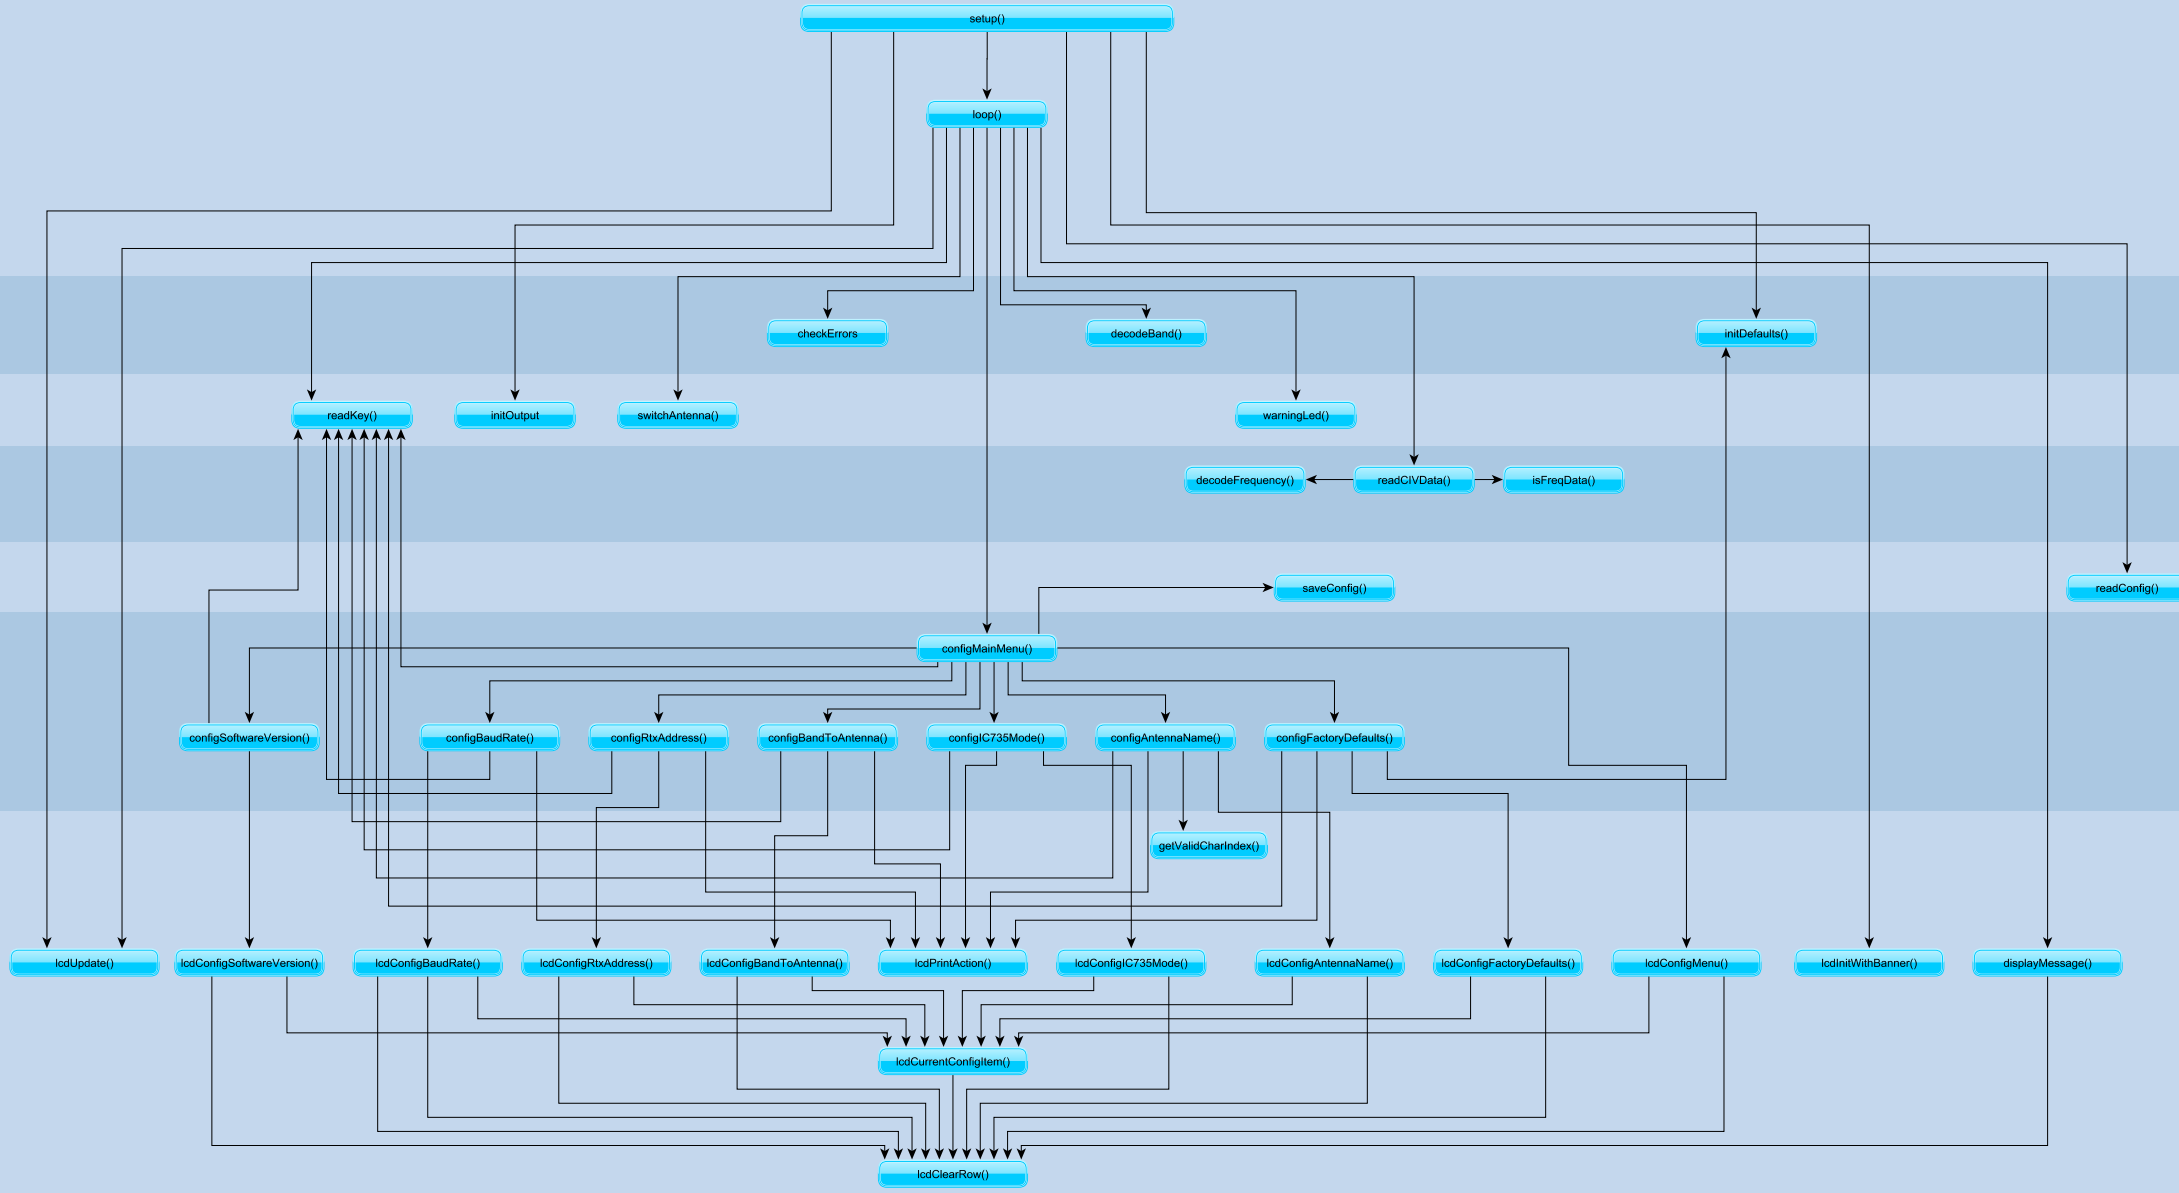 setup()
loop()
checkErrors
decodeBand()
initDefaults()
readKey()
initOutput
switchAntenna()
warningLed()
decodeFrequency()
readCIVData()
isFreqData()
saveConfig()
readConfig()
configMainMenu()
configSoftwareVersion()
configBaudRate()
configRtxAddress()
configBandToAntenna()
configIC735Mode()
configAntennaName()
configFactoryDefaults()
getValidCharIndex()
lcdUpdate()
lcdConfigSoftwareVersion()
lcdConfigBaudRate()
lcdConfigRtxAddress()
lcdConfigBandToAntenna()
lcdPrintAction()
lcdConfigIC735Mode()
lcdConfigAntennaName()
lcdConfigFactoryDefaults()
lcdConfigMenu()
lcdInitWithBanner()
displayMessage()
lcdCurrentConfigItem()
lcdClearRow()